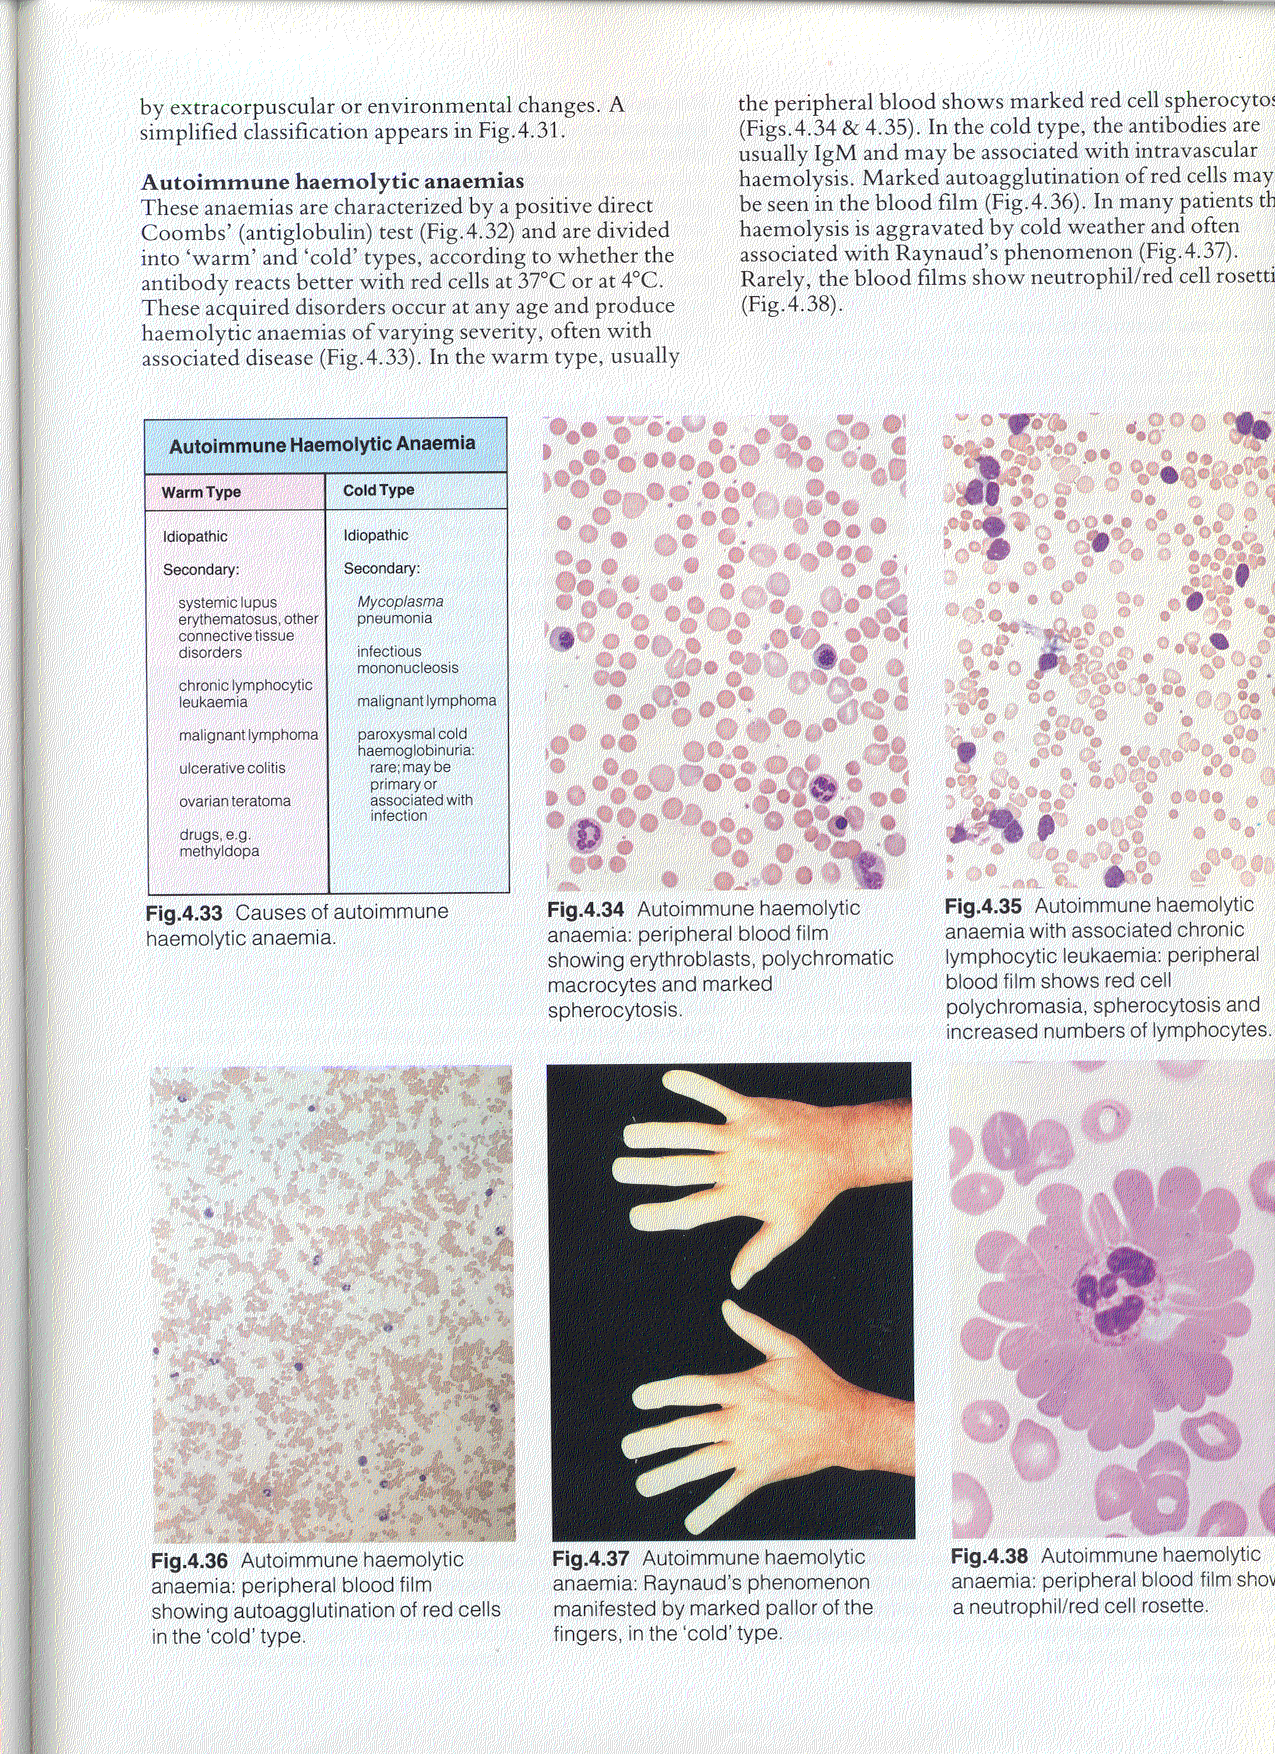 by extracorpuscular or environmental changes. A
simplified classification appears in Fig.4.31.
Autoimmune haemolytic anaemias
These anaemias are characterized by a positive direct
Coombs' (antiglobulin) test (Fig.4.32) and are divided
into 'warm' and 'cold' types, according to whether the
antibody reacts better with red cells at 37°C or at 4°C.
These acquired disorders occur at any age and produce
haemolytic anaemias of varying severity, often with
associated disease (Fig.4.33). In the warm type, usually
the peripheral blood shows marked red cell spherocytos
(Figs.4.34 & 4.35). In the cold type, the antibodies are
usually IgM and may be associated with intravascular
haemolysis. Marked autoagglutination of red cells may
be seen in the blood film (Fig.4.36). In many patients th
haemolysis is aggravated by cold weather and often
associated with Raynaud's phenomenon (Fig.4.37).
Rarely, the blood films show neutrophil/red cell rosetti
(Fig.4.38).
Autoimmune Haemolytic Anaemia
Warm Type
Idiopathic
Secondary:
systemic lupus
erythematosus, other
connective tissue
disorders
chronic lymphocytic
leukaemia
malignant lymphoma
ulcerative colitis
ovarian teratoma
drugs, e.g.
methyldopa
Cold Type
Idiopathic
Secondary:
Mycoplasma
pneumonia
infectious
mononucleosis
malignant lymphoma
paroxysmal cold
haemoglobinuria:
rare; may be
primary or
associated with
infection
Fig.4.33 Causes of autoimmune
haemolytic anaemia.
Fig.4.34 Autoimmune haemolytic
anaemia: peripheral blood film
showing erythroblasts, polychromatic
macrocytes and marked
spherocytosis.
Fig.4.35 Autoimmune haemolytic
anaemia with associated chronic
lymphocytic leukaemia: peripheral
blood film shows red cell
polychromasia, spherocytosis and
increased numbers of lymphocytes.
Fig.4.36 Autoimmune haemolytic
anaemia: peripheral blood film
showing autoagglutination of red cells
in the 'cold' type.
Fig.4.37 Autoimmune haemolytic
anaemia: Raynaud's phenomenon
manifested by marked pallor of the
fingers, in the 'cold' type.
Fig.4.38 Autoimmune haemolytic
anaemia: peripheral blood film show
a neutrophil/red cell rosette.